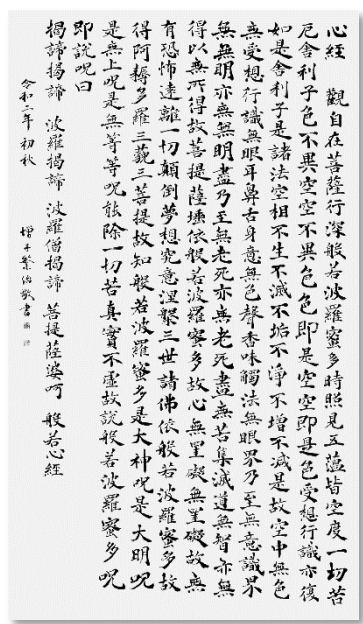 心經 觀自在菩薩行深般若波羅蜜多時照見五蘊皆空度一切苦
厄舍利子色不異空空不異色色即是空空即是色受想行識亦復
如是舍利子是諸法空相不生不滅不垢不淨不增不減是故空中無色
無受想行識無眼耳鼻舌身意無色聲香味觸法無眼界乃至無意識界
無無明亦無無明盡乃至無老死亦無老死盡無苦集滅道無智亦無
得以無所得故菩提薩埵依般若波羅蜜多故心無罣礙無罣礙故無
有恐怖遠離一切顛倒夢想究竟涅槃三世諸佛依般若波羅蜜多故
得阿耨多羅三藐三菩提故知般若波羅蜜多是大神呪是大明呪
是無上呪是無等等呪能除一切苦真實不虛故說般若波羅蜜多呪
即說呪曰
揭諦揭諦 波羅揭諦 波羅僧揭諦 菩提薩婆呵 般若心經
令和二年 初秋 敬書